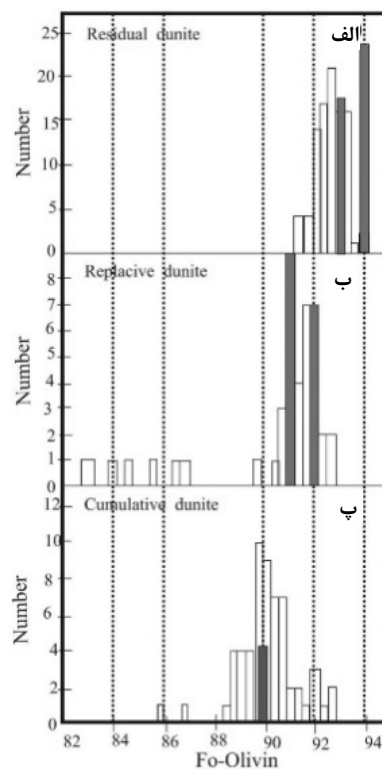 الف
Residual dunite
25
20
15
10
5
0
Number
ب
Replacive dunite
8
7
6
5
4
3
2
1
0
Number
پ
Cumulative dunite
12
10
8
6
4
2
0
Number
82 84 86 88 90 92 94
Fo-Olivin